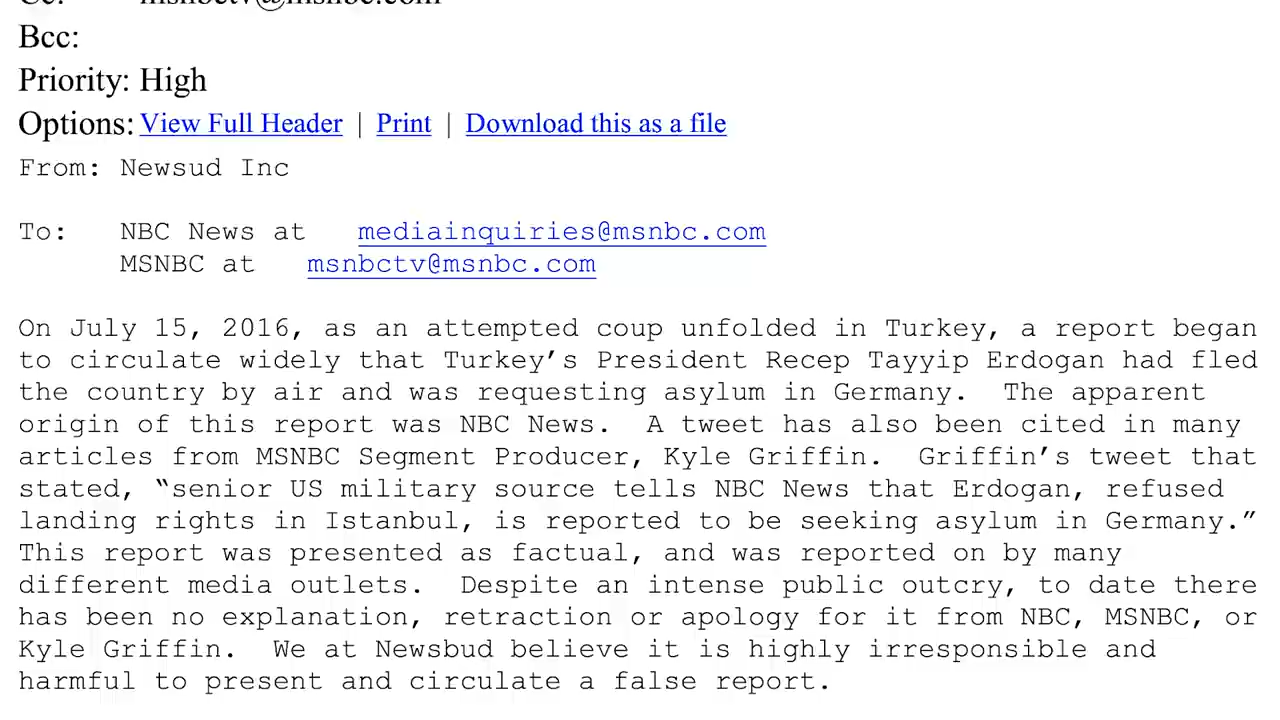 Cc: msnbctv@msnbc.com
Bcc:
Priority: High
Options: View Full Header | Print | Download this as a file
From: Newsud Inc
To: NBC News at mediainquiries@msnbc.com
MSNBC at msnbctv@msnbc.com
On July 15, 2016, as an attempted coup unfolded in Turkey, a report began
to circulate widely that Turkey’s President Recep Tayyip Erdogan had fled
the country by air and was requesting asylum in Germany. The apparent
origin of this report was NBC News. A tweet has also been cited in many
articles from MSNBC Segment Producer, Kyle Griffin. Griffin’s tweet that
stated, “senior US military source tells NBC News that Erdogan, refused
landing rights in Istanbul, is reported to be seeking asylum in Germany.”
This report was presented as factual, and was reported on by many
different media outlets. Despite an intense public outcry, to date there
has been no explanation, retraction or apology for it from NBC, MSNBC, or
Kyle Griffin. We at Newsbud believe it is highly irresponsible and
harmful to present and circulate a false report.